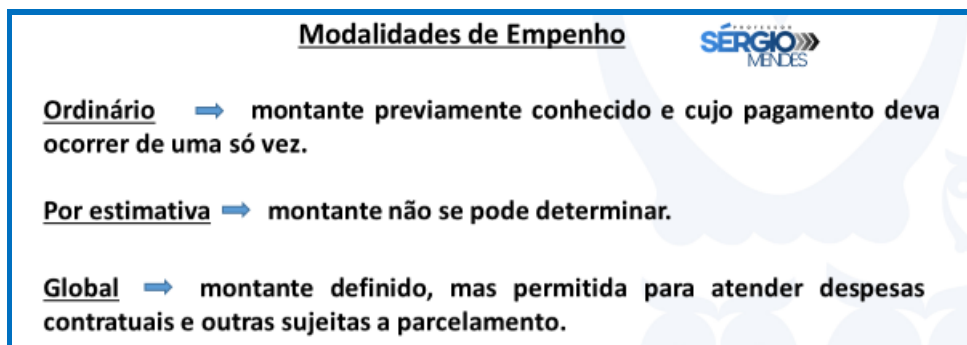 Modalidades de Empenho
PROFESSOR
SÉRGIO
MENDES
Ordinário montante previamente conhecido e cujo pagamento deva
ocorrer de uma só vez.
Por estimativa montante não se pode determinar.
Global montante definido, mas permitida para atender despesas
contratuais e outras sujeitas a parcelamento.